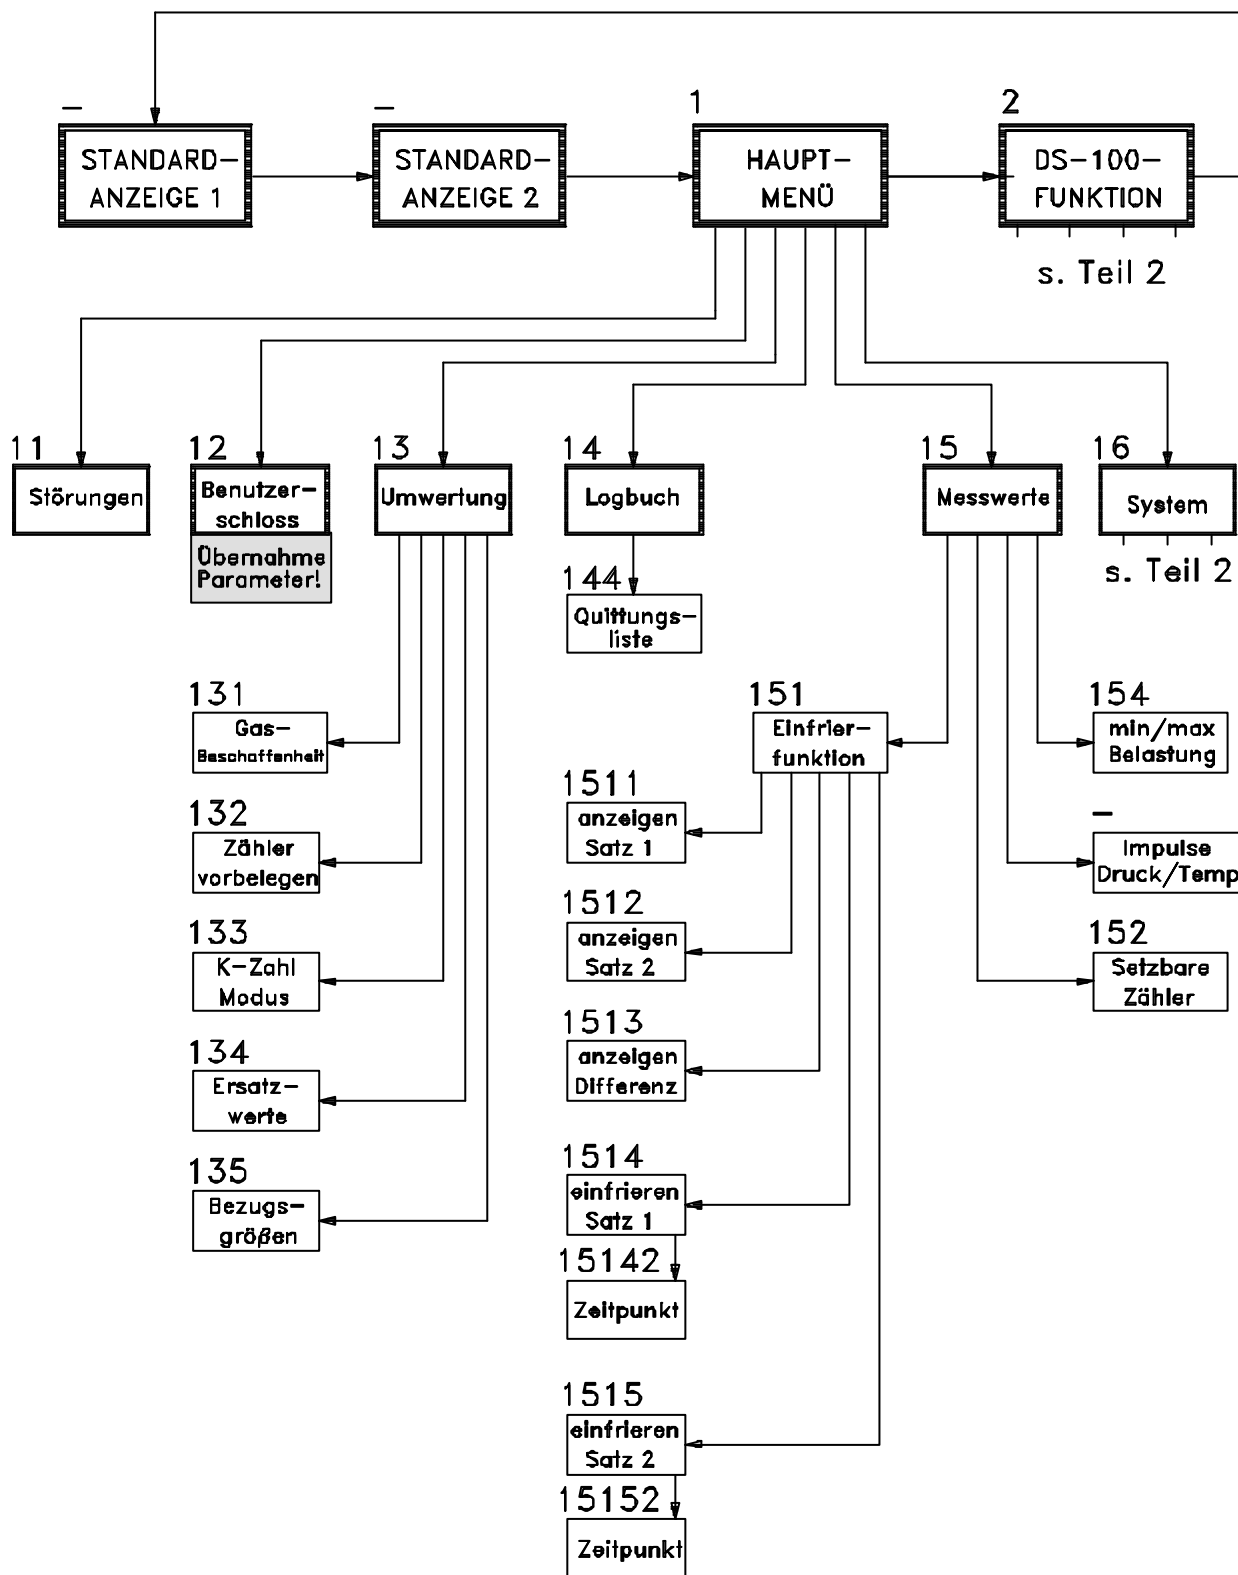 –
STANDARD–
ANZEIGE 1
–
STANDARD–
ANZEIGE 2
1
HAUPT–
MENÜ
2
DS–100–
FUNKTION
s. Teil 2
11
Störungen
12
Benutzer–
schloss
Übernahme
Parameter!
13
Umwertung
14
Logbuch
15
Messwerte
16
System
s. Teil 2
144
Quittungs–
liste
131
Gas–
Beschaffenheit
132
Zähler
vorbelegen
133
K–Zahl
Modus
134
Ersatz–
werte
135
Bezugs–
größen
151
Einfrier–
funktion
1511
anzeigen
Satz 1
1512
anzeigen
Satz 2
1513
anzeigen
Differenz
1514
einfrieren
Satz 1
15142
Zeitpunkt
1515
einfrieren
Satz 2
15152
Zeitpunkt
154
min/max
Belastung
–
Impulse
Druck/Temp
152
Setzbare
Zähler